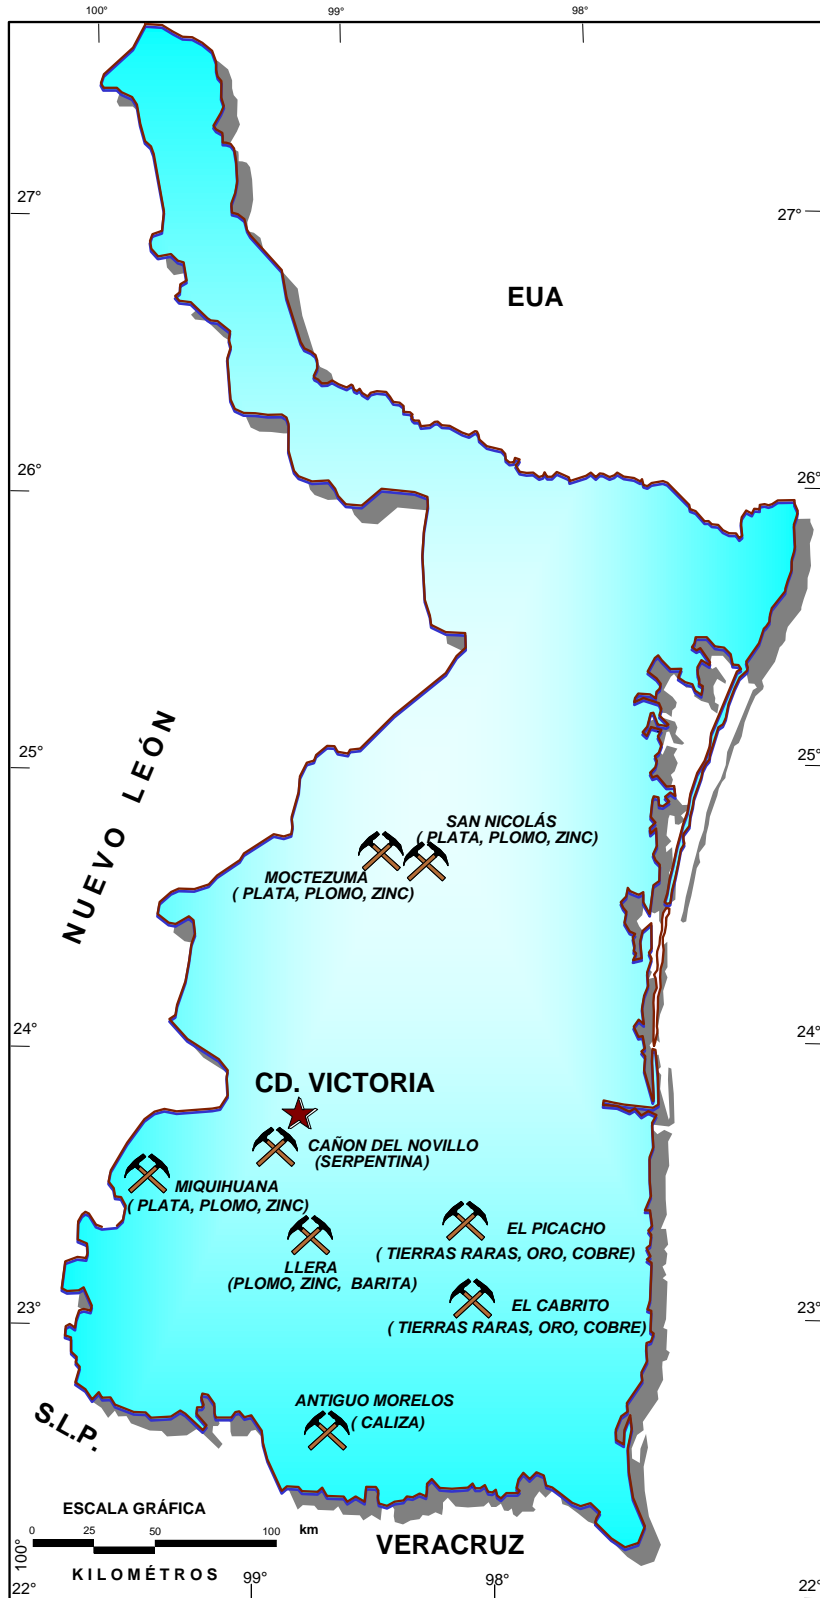 100° 99° 98°
27° 27°
EUA
26° 26°
NUEVO LEÓN
25° 25°
SAN NICOLÁS
( PLATA, PLOMO, ZINC)
MOCTEZUMA
( PLATA, PLOMO, ZINC)
24° 24°
CD. VICTORIA
CAÑON DEL NOVILLO
(SERPENTINA)
MIQUIHUANA
( PLATA, PLOMO, ZINC)
EL PICACHO
( TIERRAS RARAS, ORO, COBRE)
LLERA
(PLOMO, ZINC, BARITA)
EL CABRITO
( TIERRAS RARAS, ORO, COBRE)
23° 23°
ANTIGUO MORELOS
( CALIZA)
S.L.P.
ESCALA GRÁFICA
0 25 50 100 km
KILOMÉTROS
VERACRUZ
100°
22° 99° 98° 22°